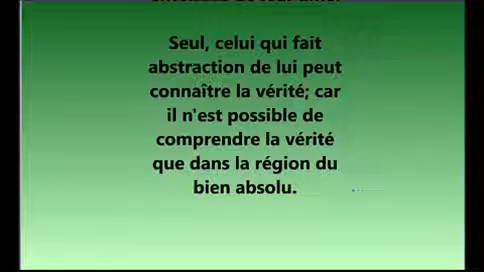 Seul, celui qui fait
abstraction de lui peut
connaître la vérité; car
il n'est possible de
comprendre la vérité
que dans la région du
bien absolu.